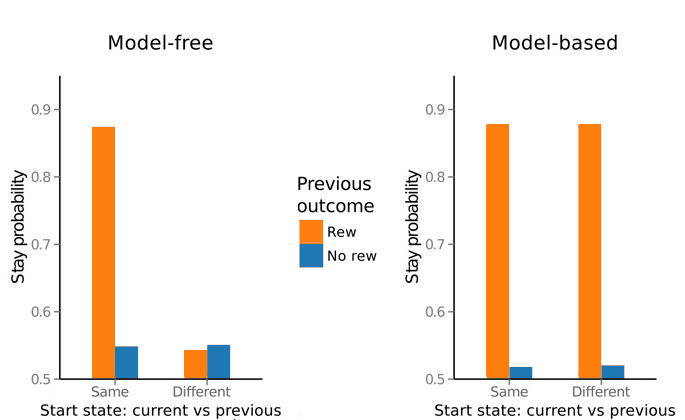 Model-free
Stay probability
0.9
0.8
0.7
0.6
0.5
Same Different
Start state: current vs previous
Previous
outcome
Rew
No rew
Model-based
Stay probability
0.9
0.8
0.7
0.6
0.5
Same Different
Start state: current vs previous